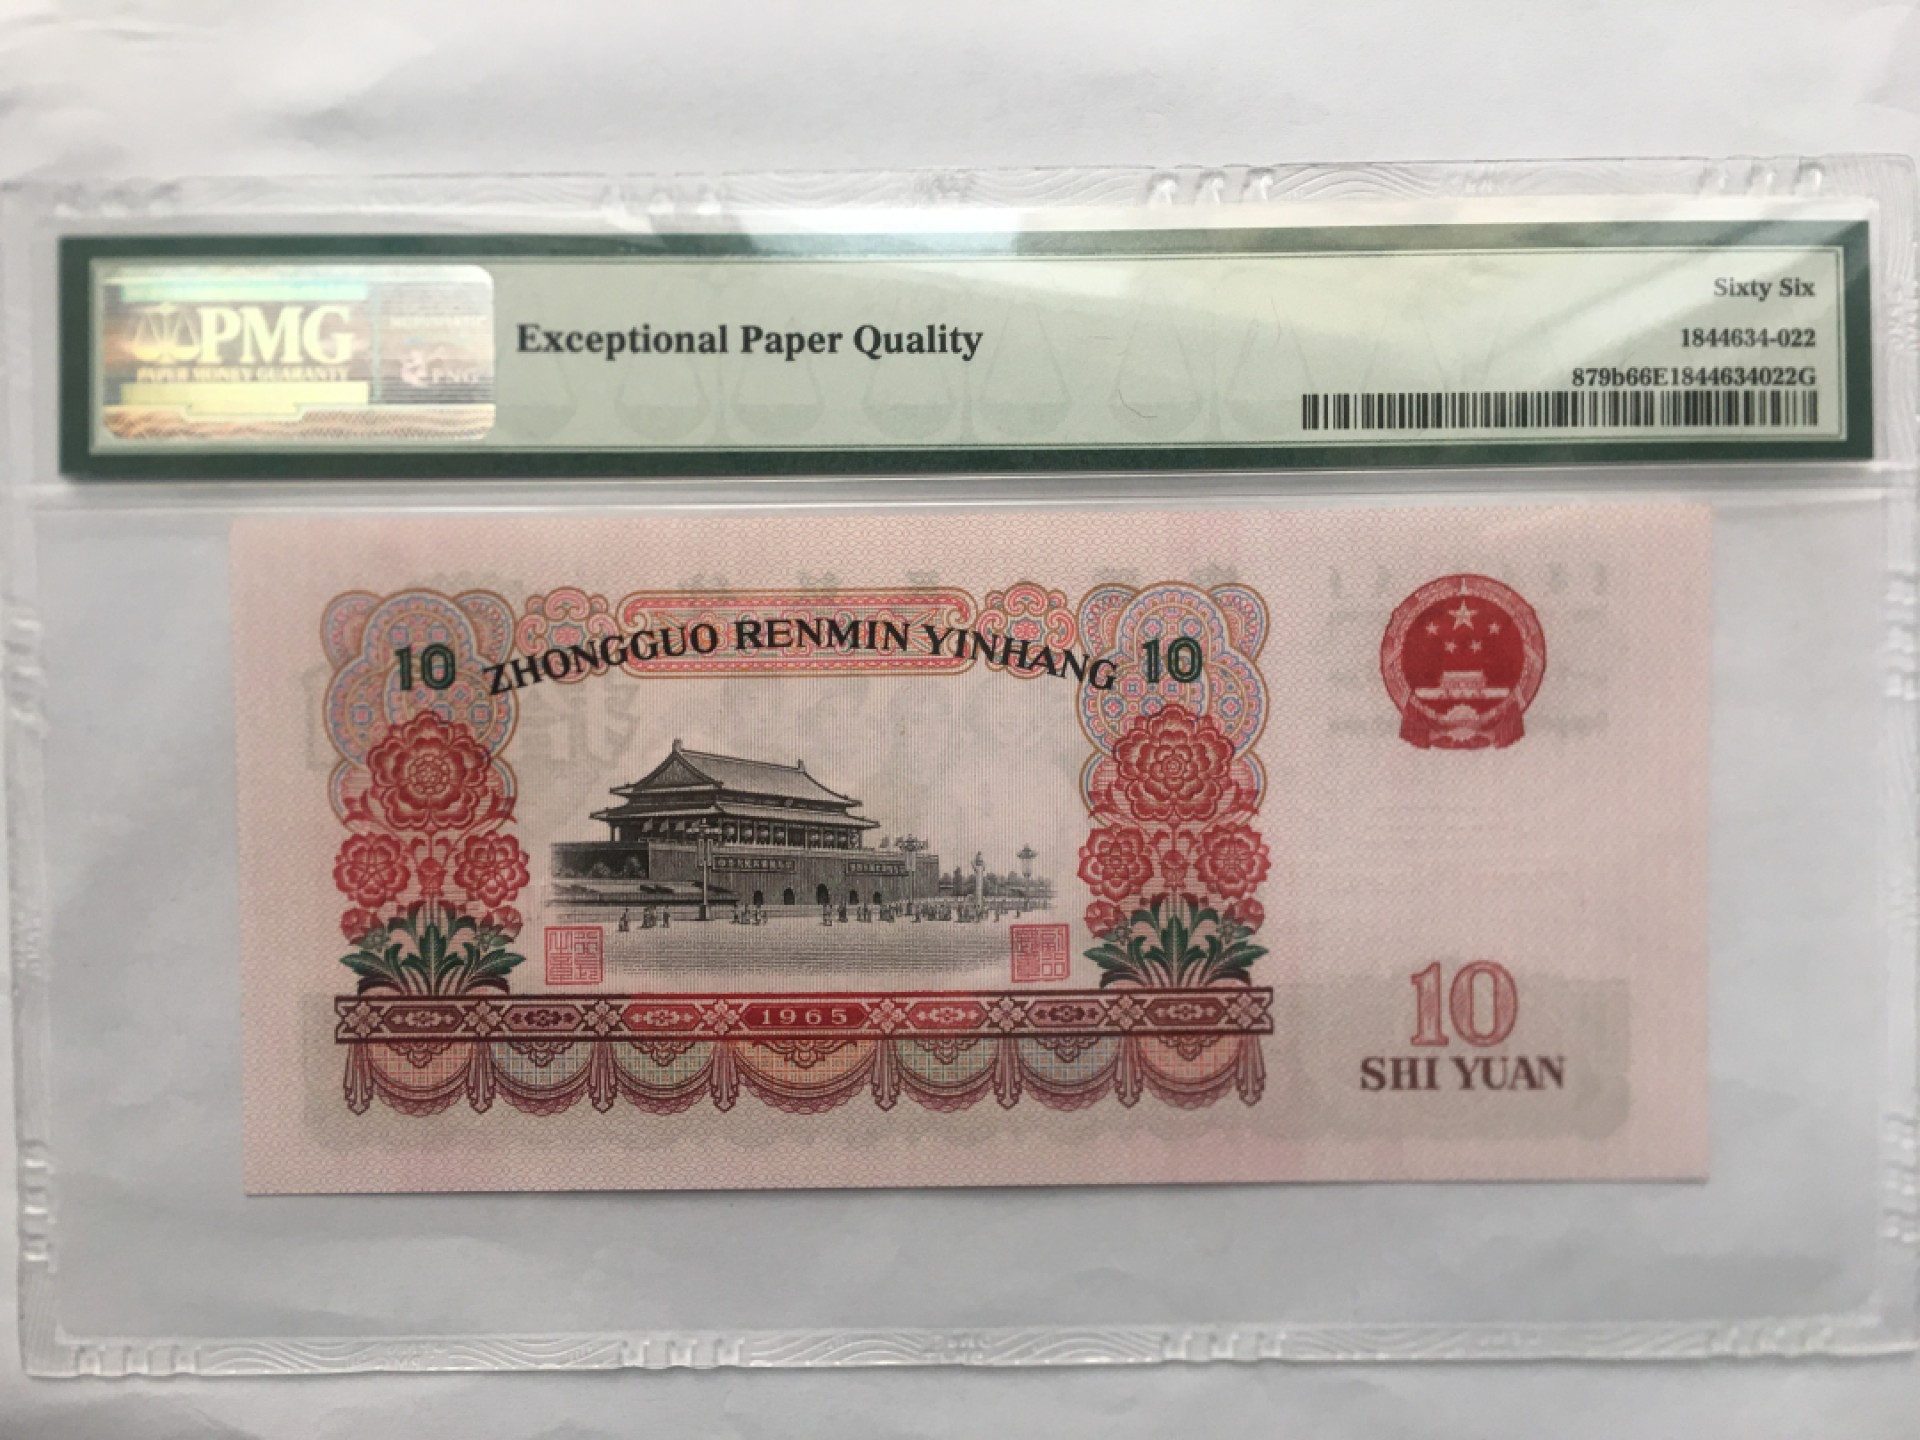 PMG
PAPER MONEY GUARANTY
PNG
Exceptional Paper Quality
Sixty Six
1844634-022
879b66E1844634022G
ZHONGGUO RENMIN YINHANG
10
10
1965
10
SHI YUAN